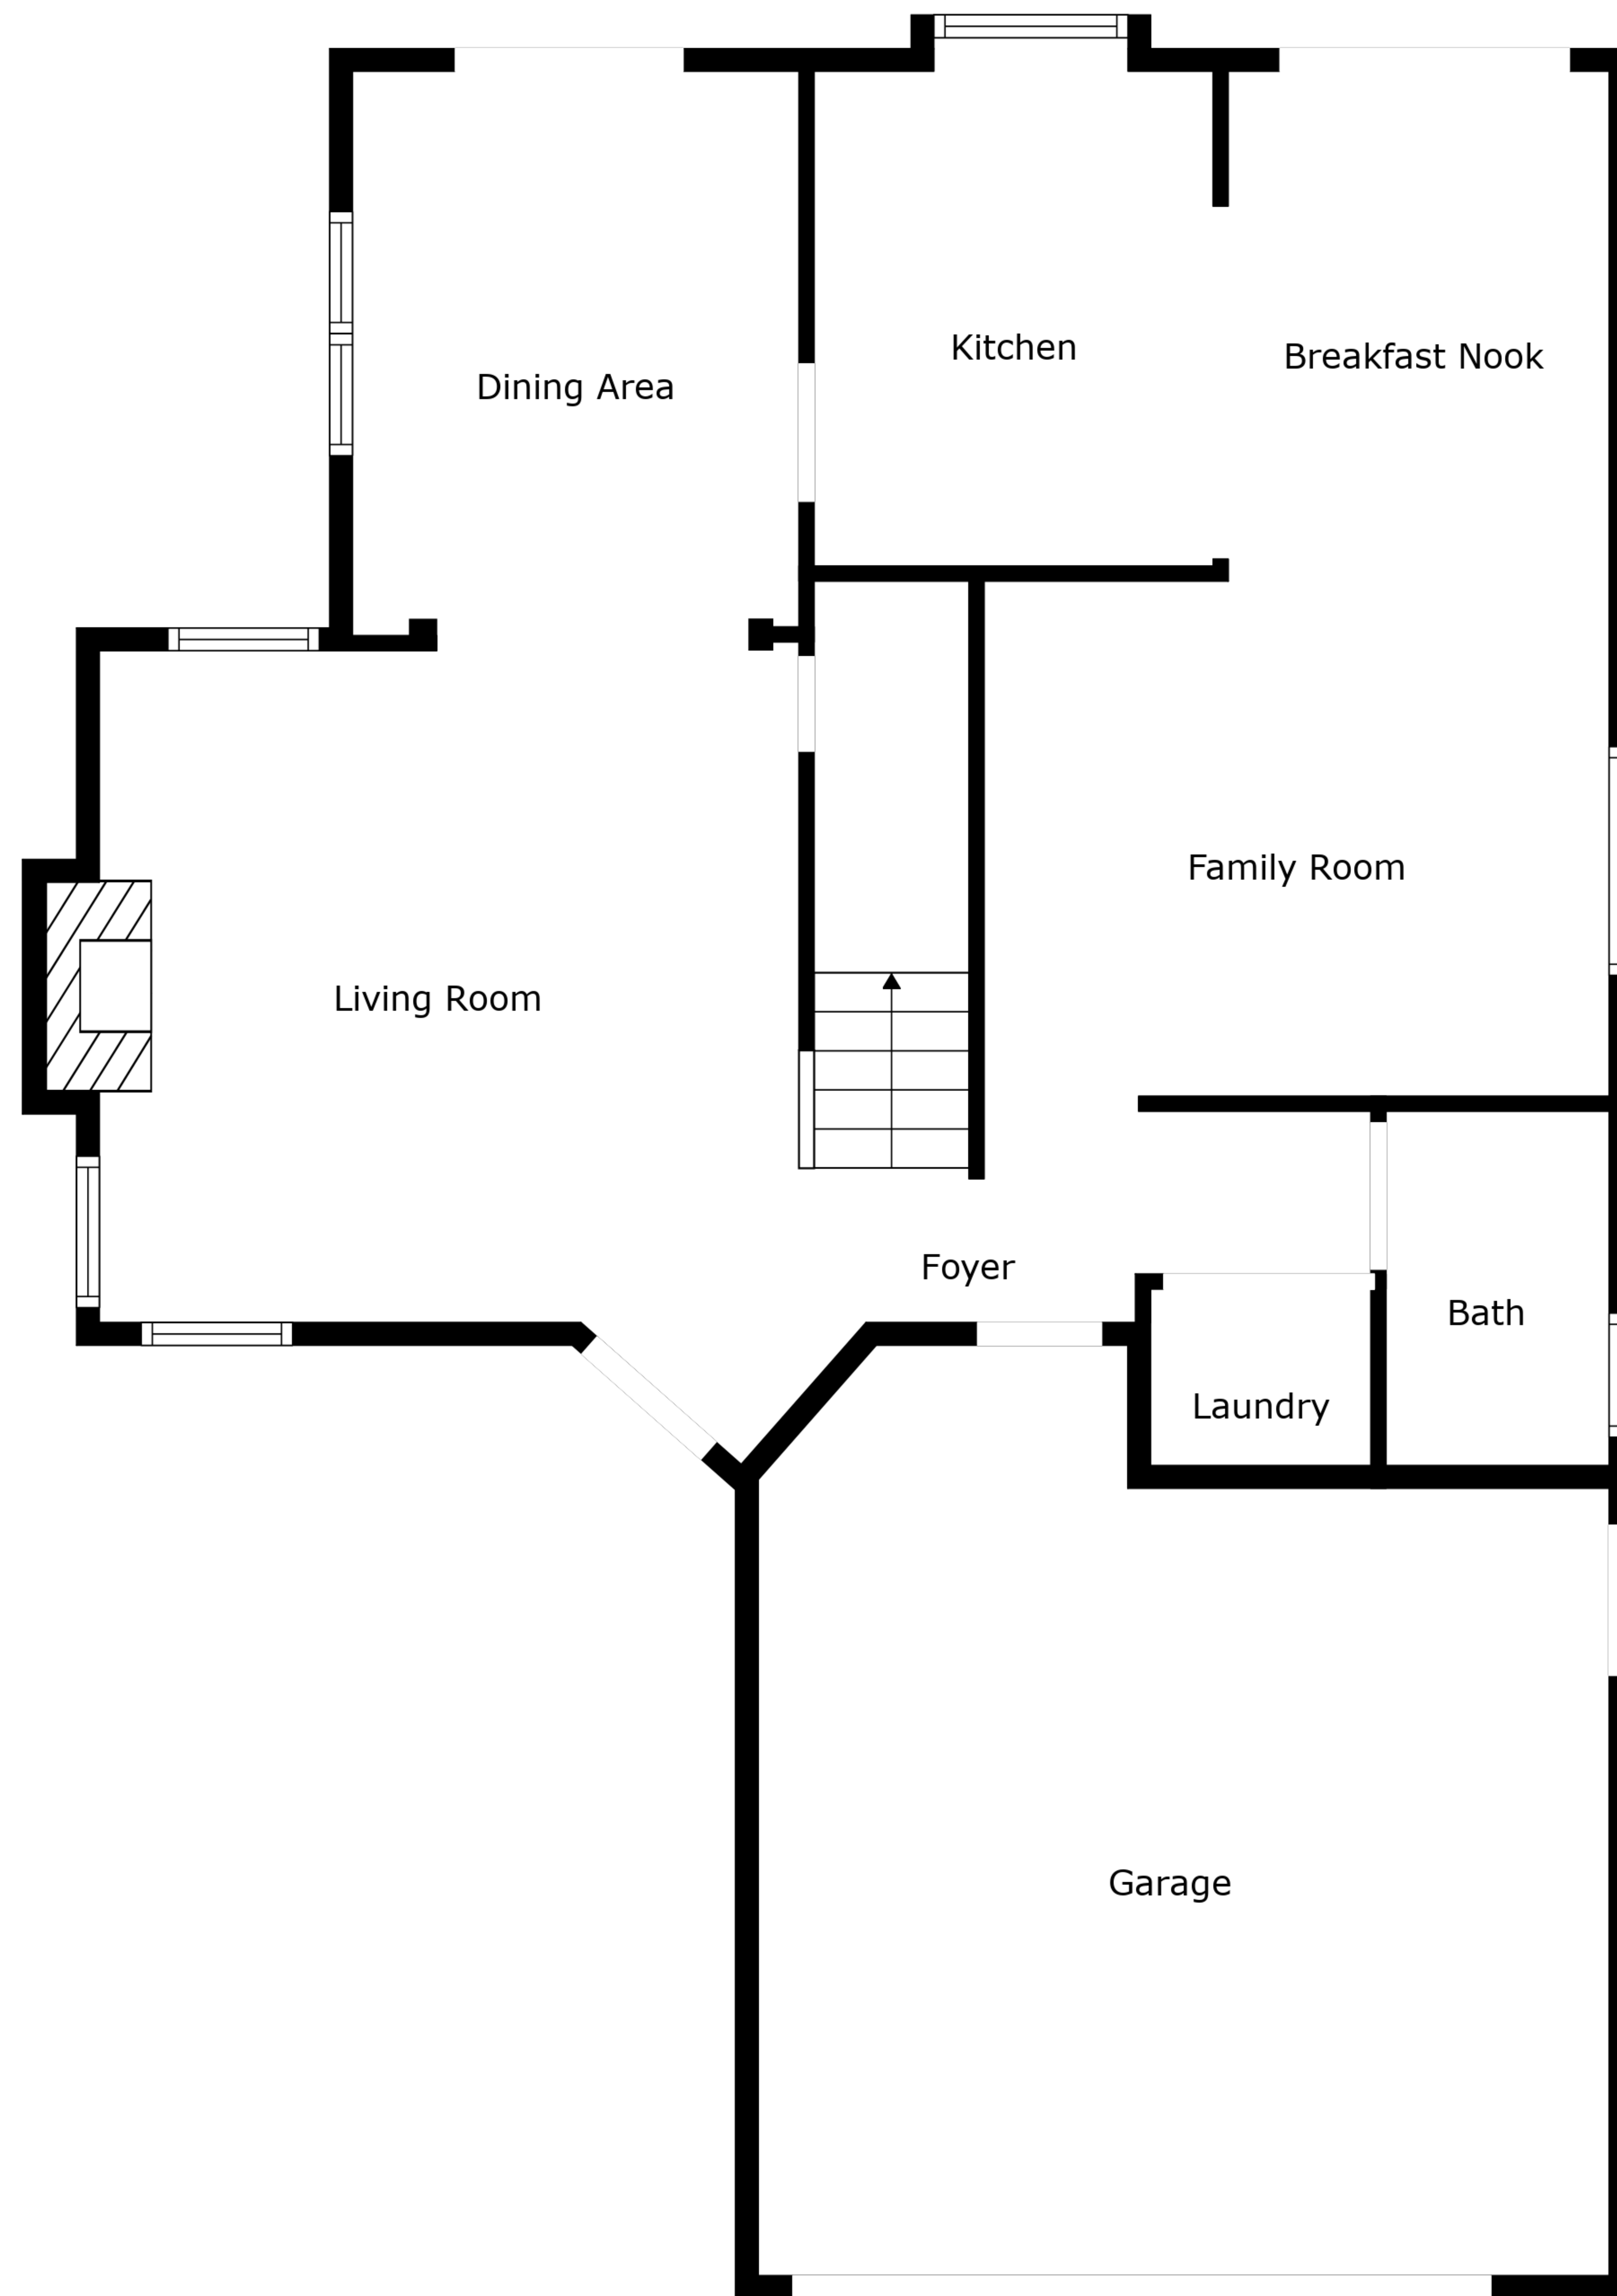 Kitchen
Breakfast Nook
Dining Area
Family Room
Living Room
Foyer
Bath
Laundry
Garage